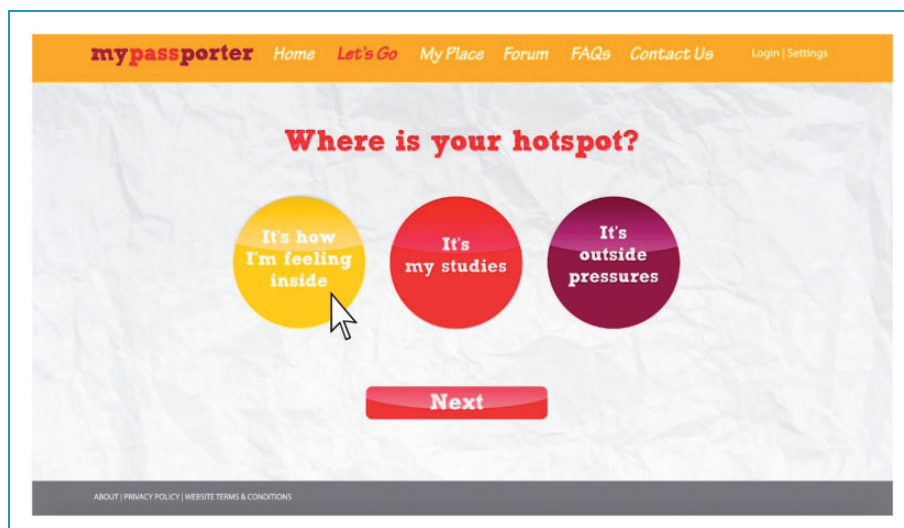 mypassporter Home Let's Go My Place Forum FAQs Contact Us Login | Settings
Where is your hotspot?
It's how
I'm feeling
inside
It's
my studies
It's
outside
pressures
Next
ABOUT | PRIVACY POLICY | WEBSITE TERMS & CONDITIONS